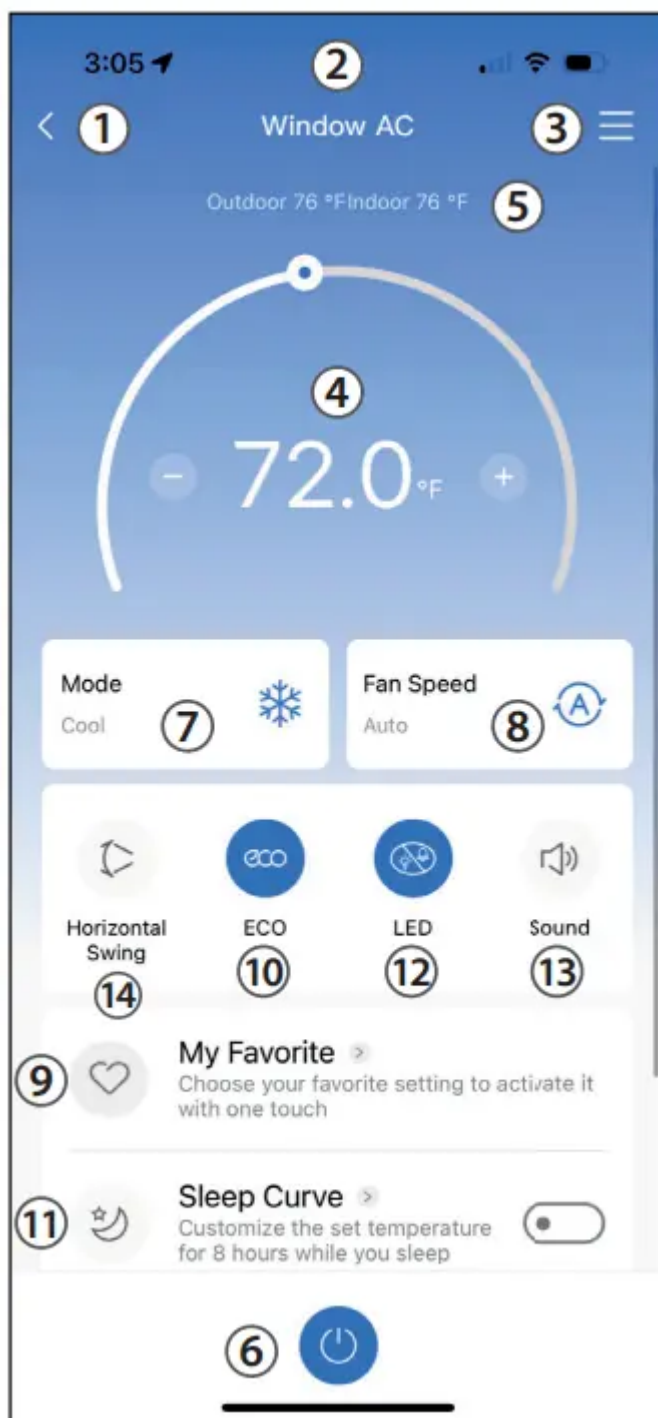 3:05 2
1 Window AC 3
Outdoor 76 °FIndoor 76 °F 5
4
72.0 °F
− +
Mode
Cool 7
Fan Speed
Auto 8
A
eco
Horizontal
Swing
14
ECO
10
LED
12
Sound
13
9 My Favorite >
Choose your favorite setting to activate it
with one touch
11 Sleep Curve >
Customize the set temperature
for 8 hours while you sleep
6